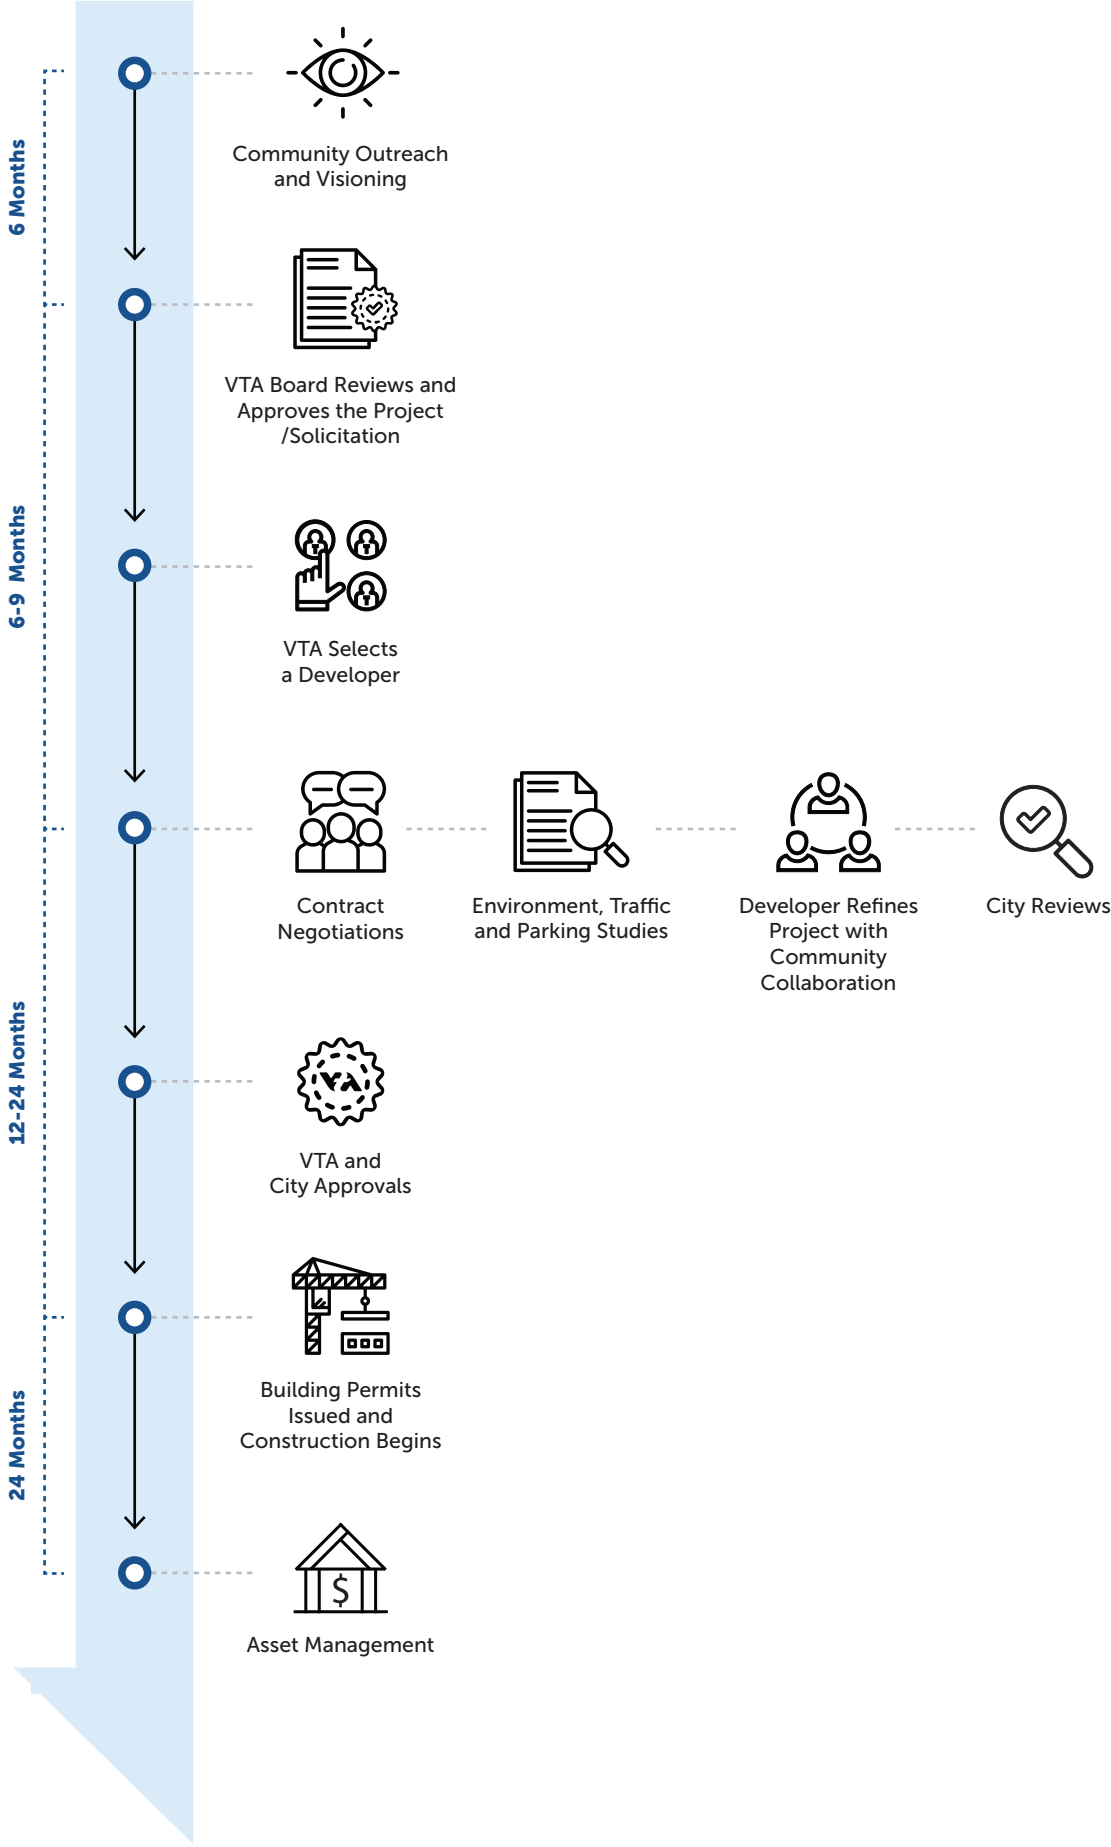 6 Months
Community Outreach
and Visioning
VTA Board Reviews and
Approves the Project
/Solicitation
6-9 Months
VTA Selects
a Developer
Contract
Negotiations
Environment, Traffic
and Parking Studies
Developer Refines
Project with
Community
Collaboration
City Reviews
12-24 Months
VTA
VTA and
City Approvals
Building Permits
Issued and
Construction Begins
24 Months
$
Asset Management